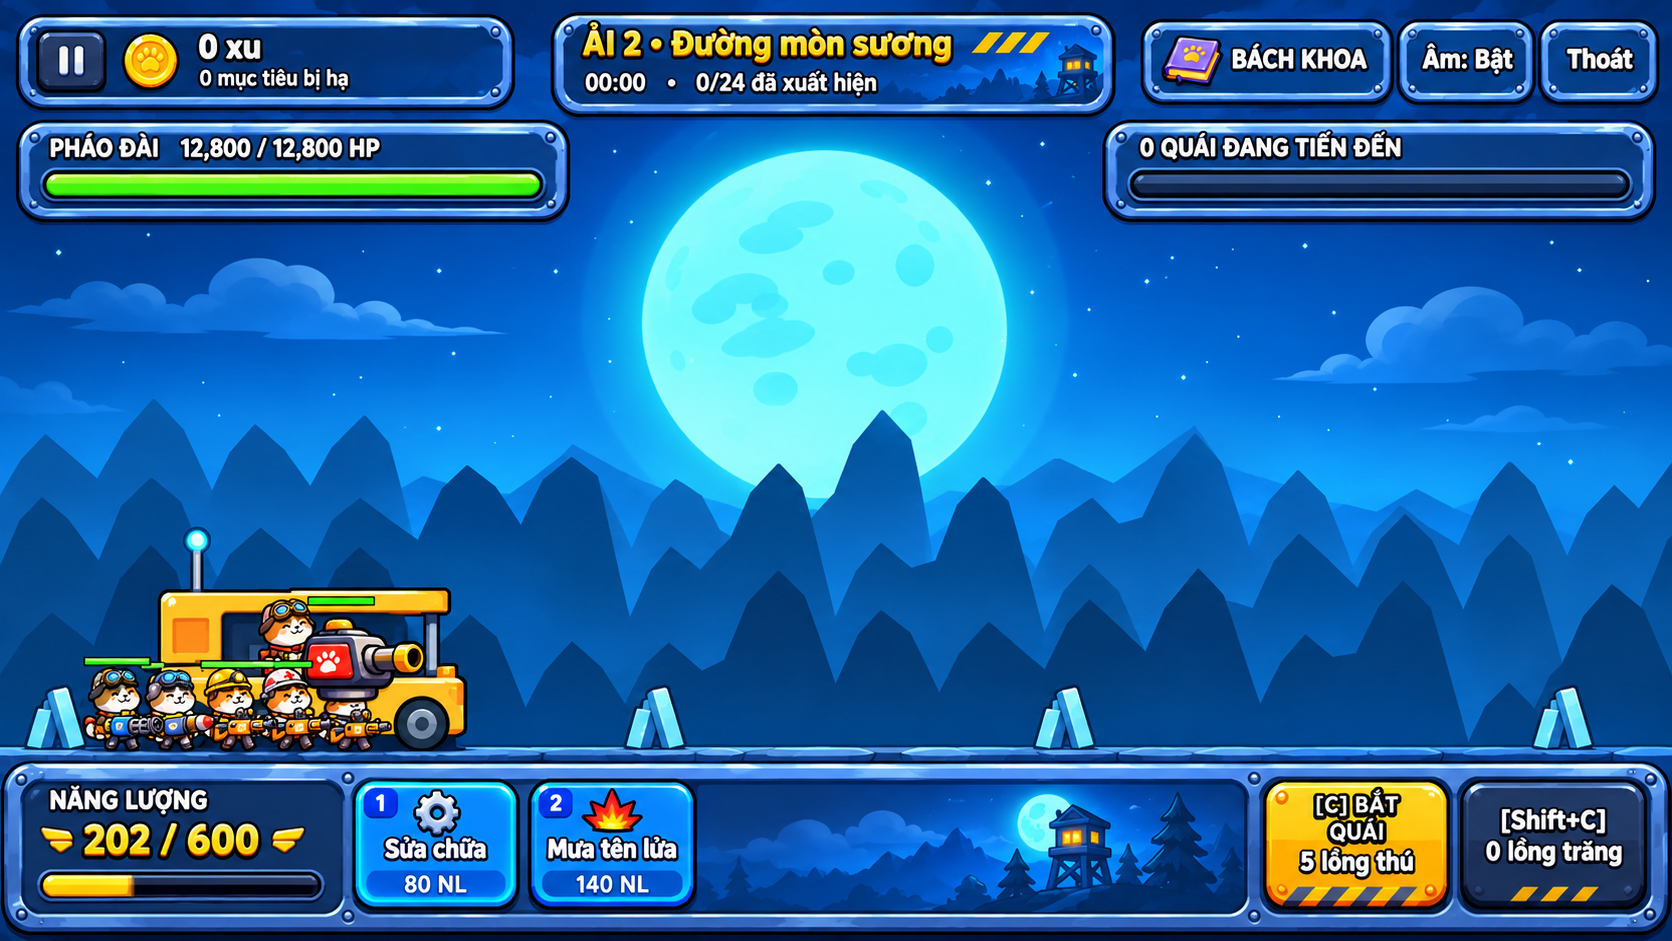 0 xu
0 mục tiêu bị hạ
ẢI 2 • Đường mòn sương
00:00 • 0/24 đã xuất hiện
BÁCH KHOA
Âm: Bật
Thoát
PHÁO ĐÀI 12,800 / 12,800 HP
0 QUÁI ĐANG TIẾN ĐẾN
NĂNG LƯỢNG
202 / 600
1
Sửa chữa
80 NL
2
Mưa tên lửa
140 NL
[C] BẮT
QUÁI
5 lồng thú
[Shift+C]
0 lồng trăng